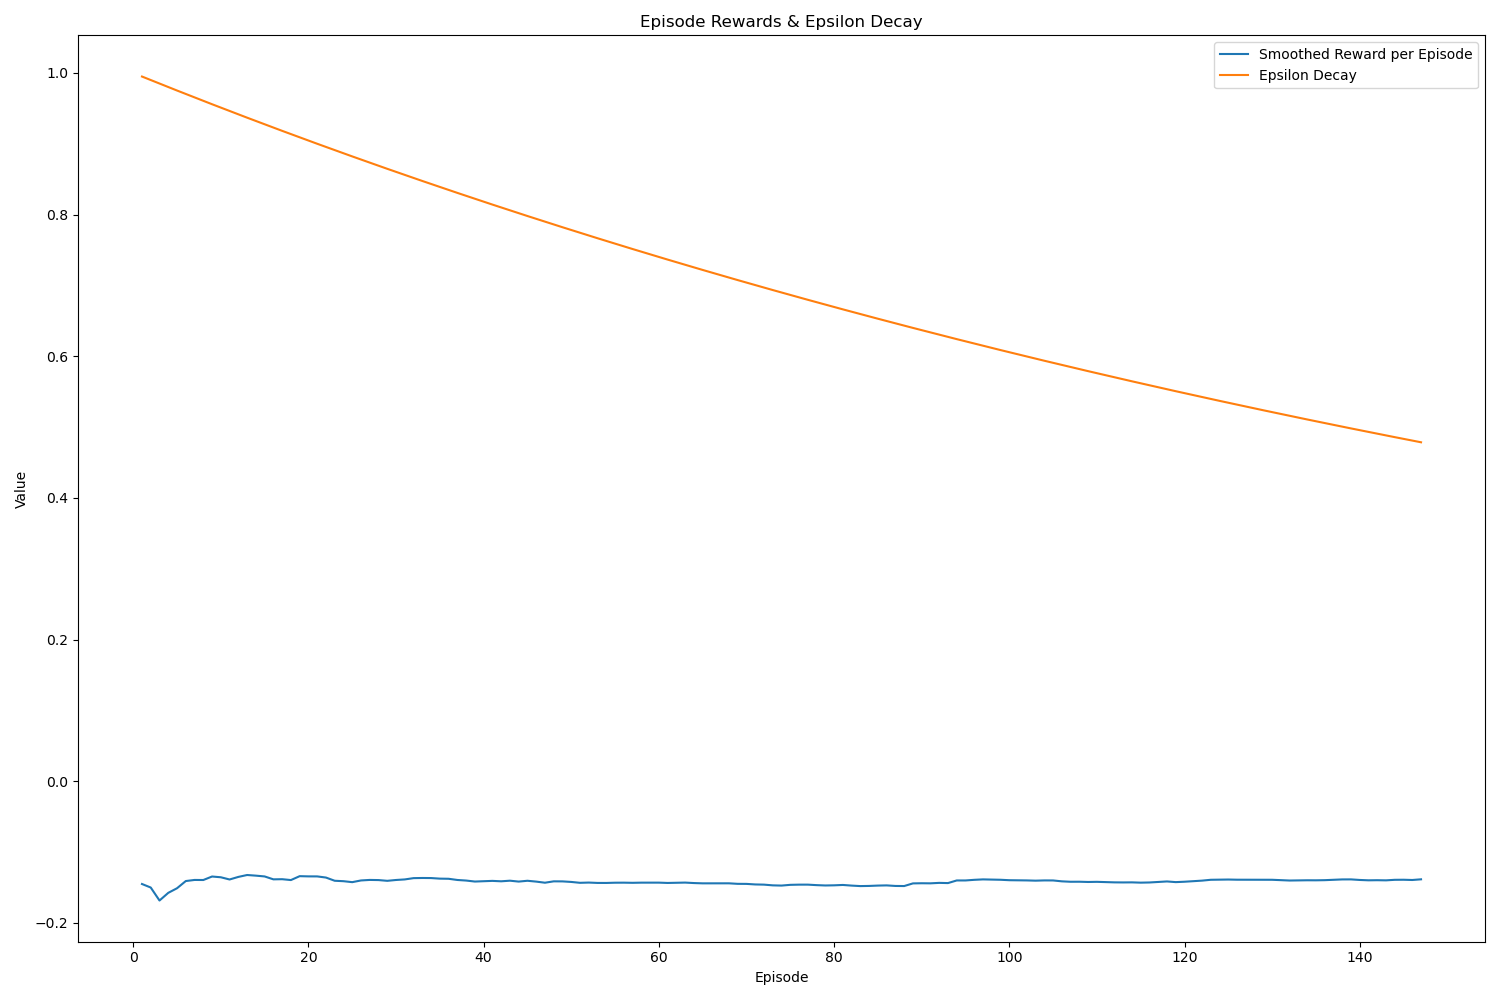 Episode Rewards & Epsilon Decay
Smoothed Reward per Episode
Epsilon Decay
1.0
0.8
0.6
0.4
0.2
0.0
−0.2
Value
0 20 40 60 80 100 120 140
Episode